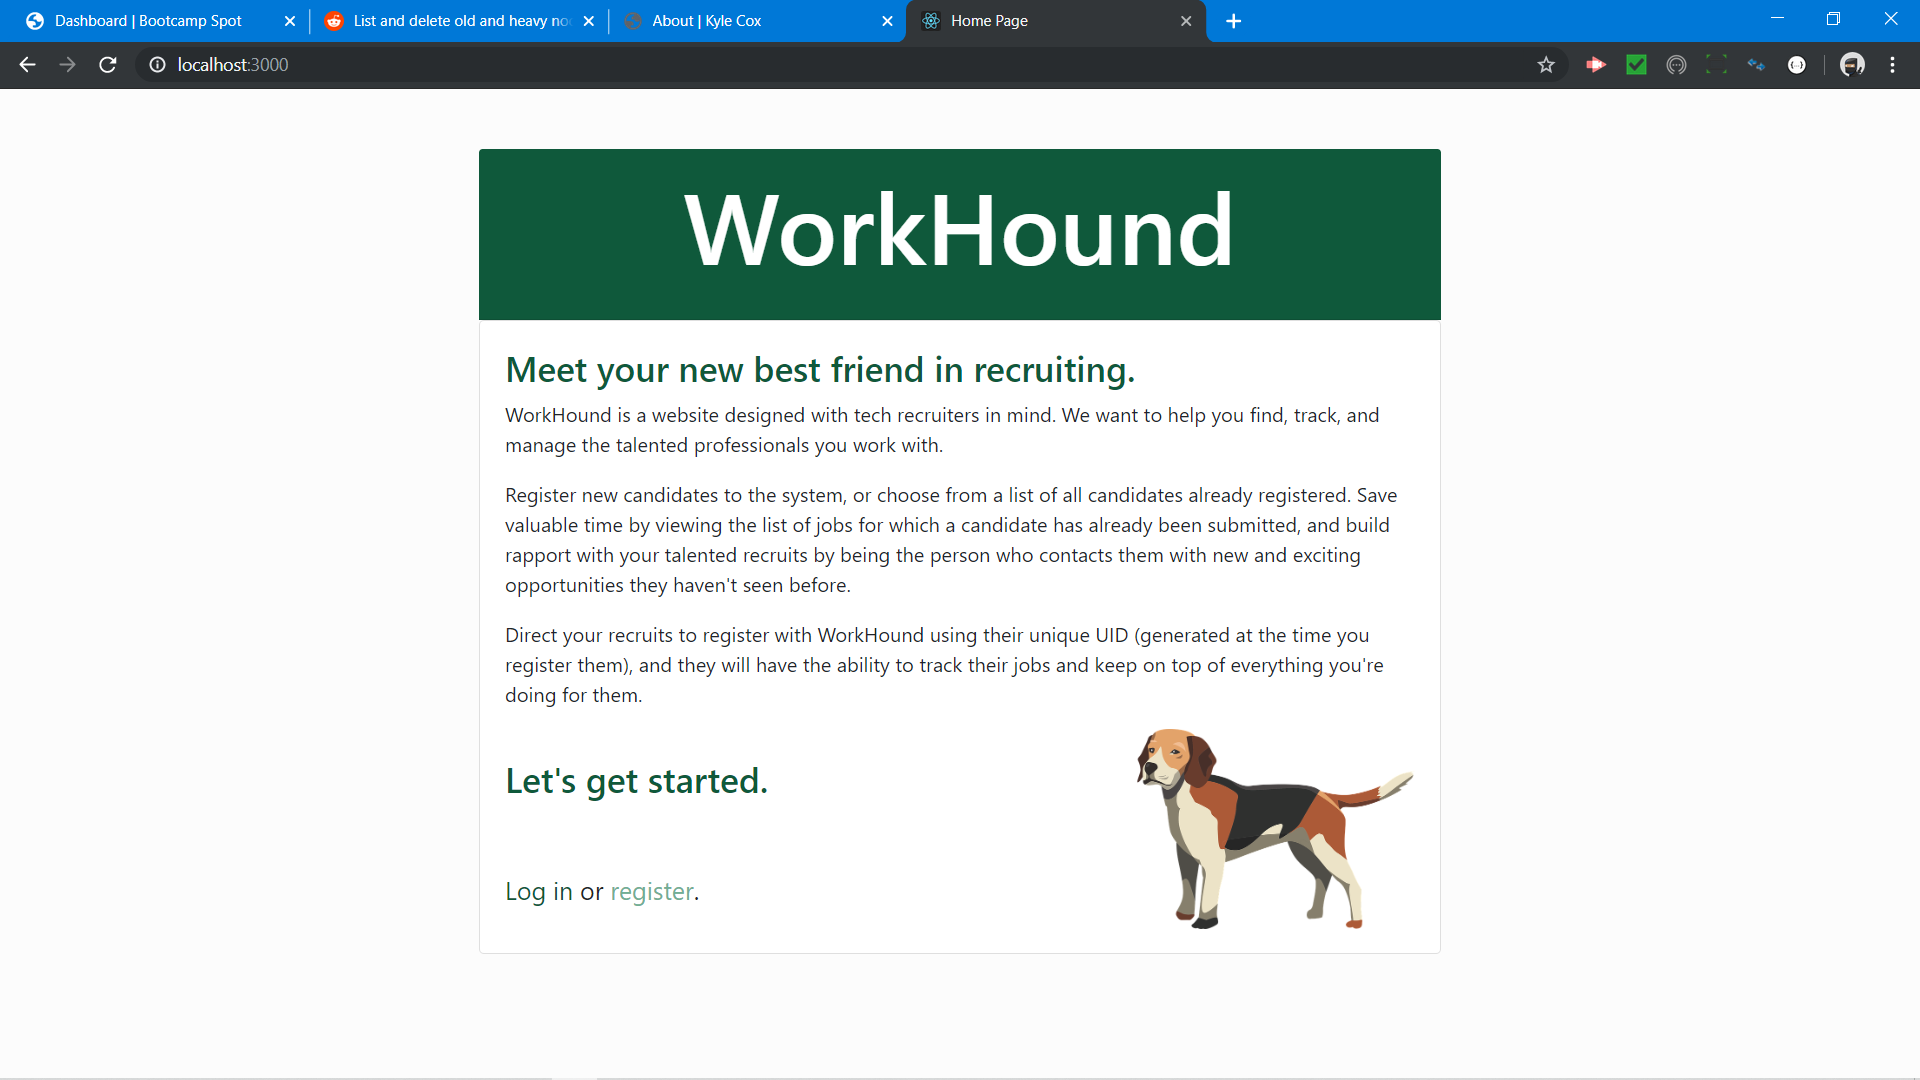 Dashboard | Bootcamp Spot
List and delete old and heavy no
About | Kyle Cox
Home Page
localhost:3000
WorkHound
Meet your new best friend in recruiting.
WorkHound is a website designed with tech recruiters in mind. We want to help you find, track, and
manage the talented professionals you work with.
Register new candidates to the system, or choose from a list of all candidates already registered. Save
valuable time by viewing the list of jobs for which a candidate has already been submitted, and build
rapport with your talented recruits by being the person who contacts them with new and exciting
opportunities they haven't seen before.
Direct your recruits to register with WorkHound using their unique UID (generated at the time you
register them), and they will have the ability to track their jobs and keep on top of everything you're
doing for them.
Let's get started.
Log in or register.